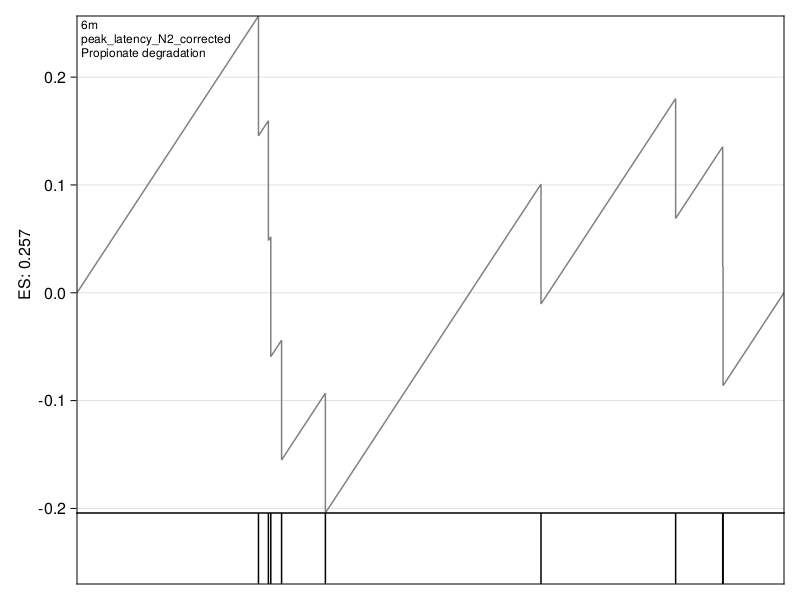 6m
peak_latency_N2_corrected
Propionate degradation
0.2
0.1
0.0
-0.1
-0.2
ES: 0.257